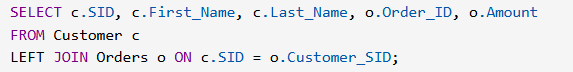 SELECT c.SID, c.First_Name, c.Last_Name, o.Order_ID, o.Amount
FROM Customer c
LEFT JOIN Orders o ON c.SID = o.Customer_SID;